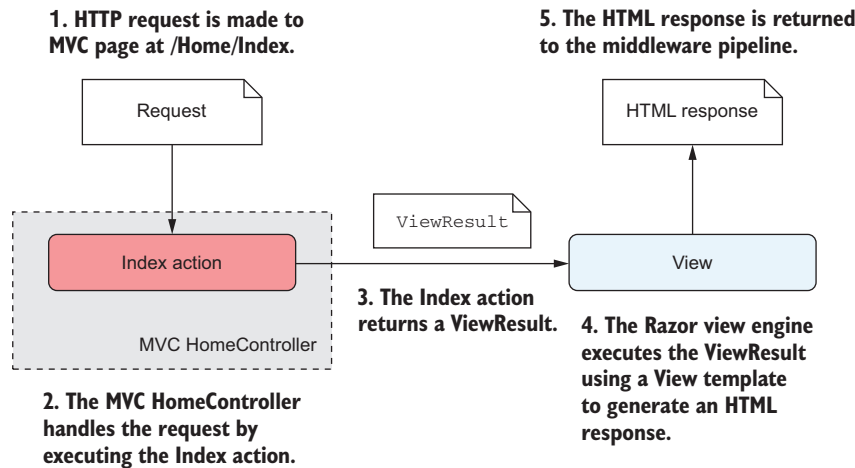 1. HTTP request is made to
MVC page at /Home/Index.
5. The HTML response is returned
to the middleware pipeline.
Request
HTML response
ViewResult
Index action
View
3. The Index action
returns a ViewResult.
MVC HomeController
4. The Razor view engine
executes the ViewResult
using a View template
to generate an HTML
response.
2. The MVC HomeController
handles the request by
executing the Index action.